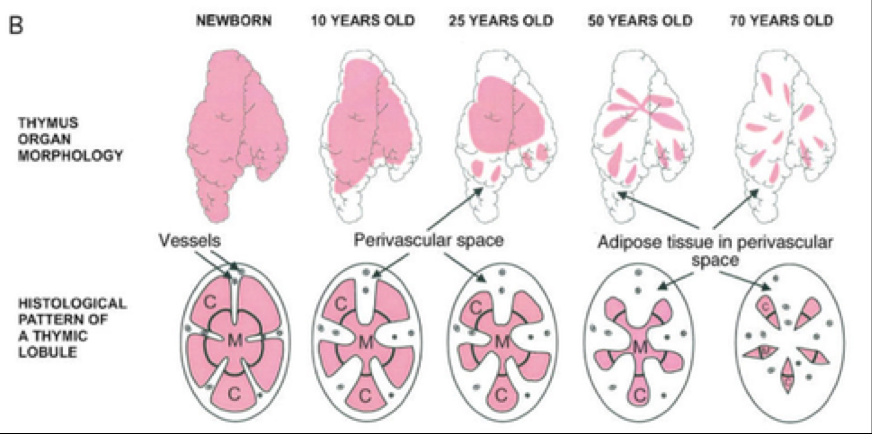 B
NEWBORN
10 YEARS OLD
25 YEARS OLD
50 YEARS OLD
70 YEARS OLD
THYMUS
ORGAN
MORPHOLOGY
Vessels
Perivascular space
Adipose tissue in perivascular
space
HISTOLOGICAL
PATTERN OF
A THYMIC
LOBULE
C
M
C
C
M
C
C
M
C
M
C
C